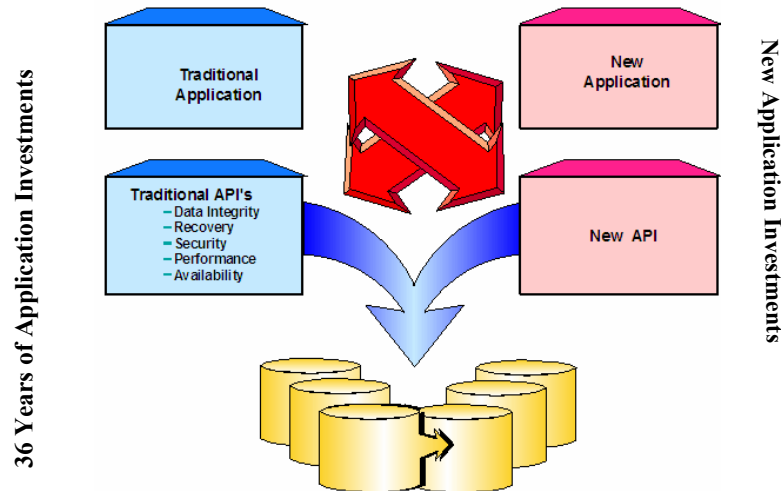 36 Years of Application Investments
Traditional
Application
Traditional API's
– Data Integrity
– Recovery
– Security
– Performance
– Availability
New
Application
New API
New Application Investments